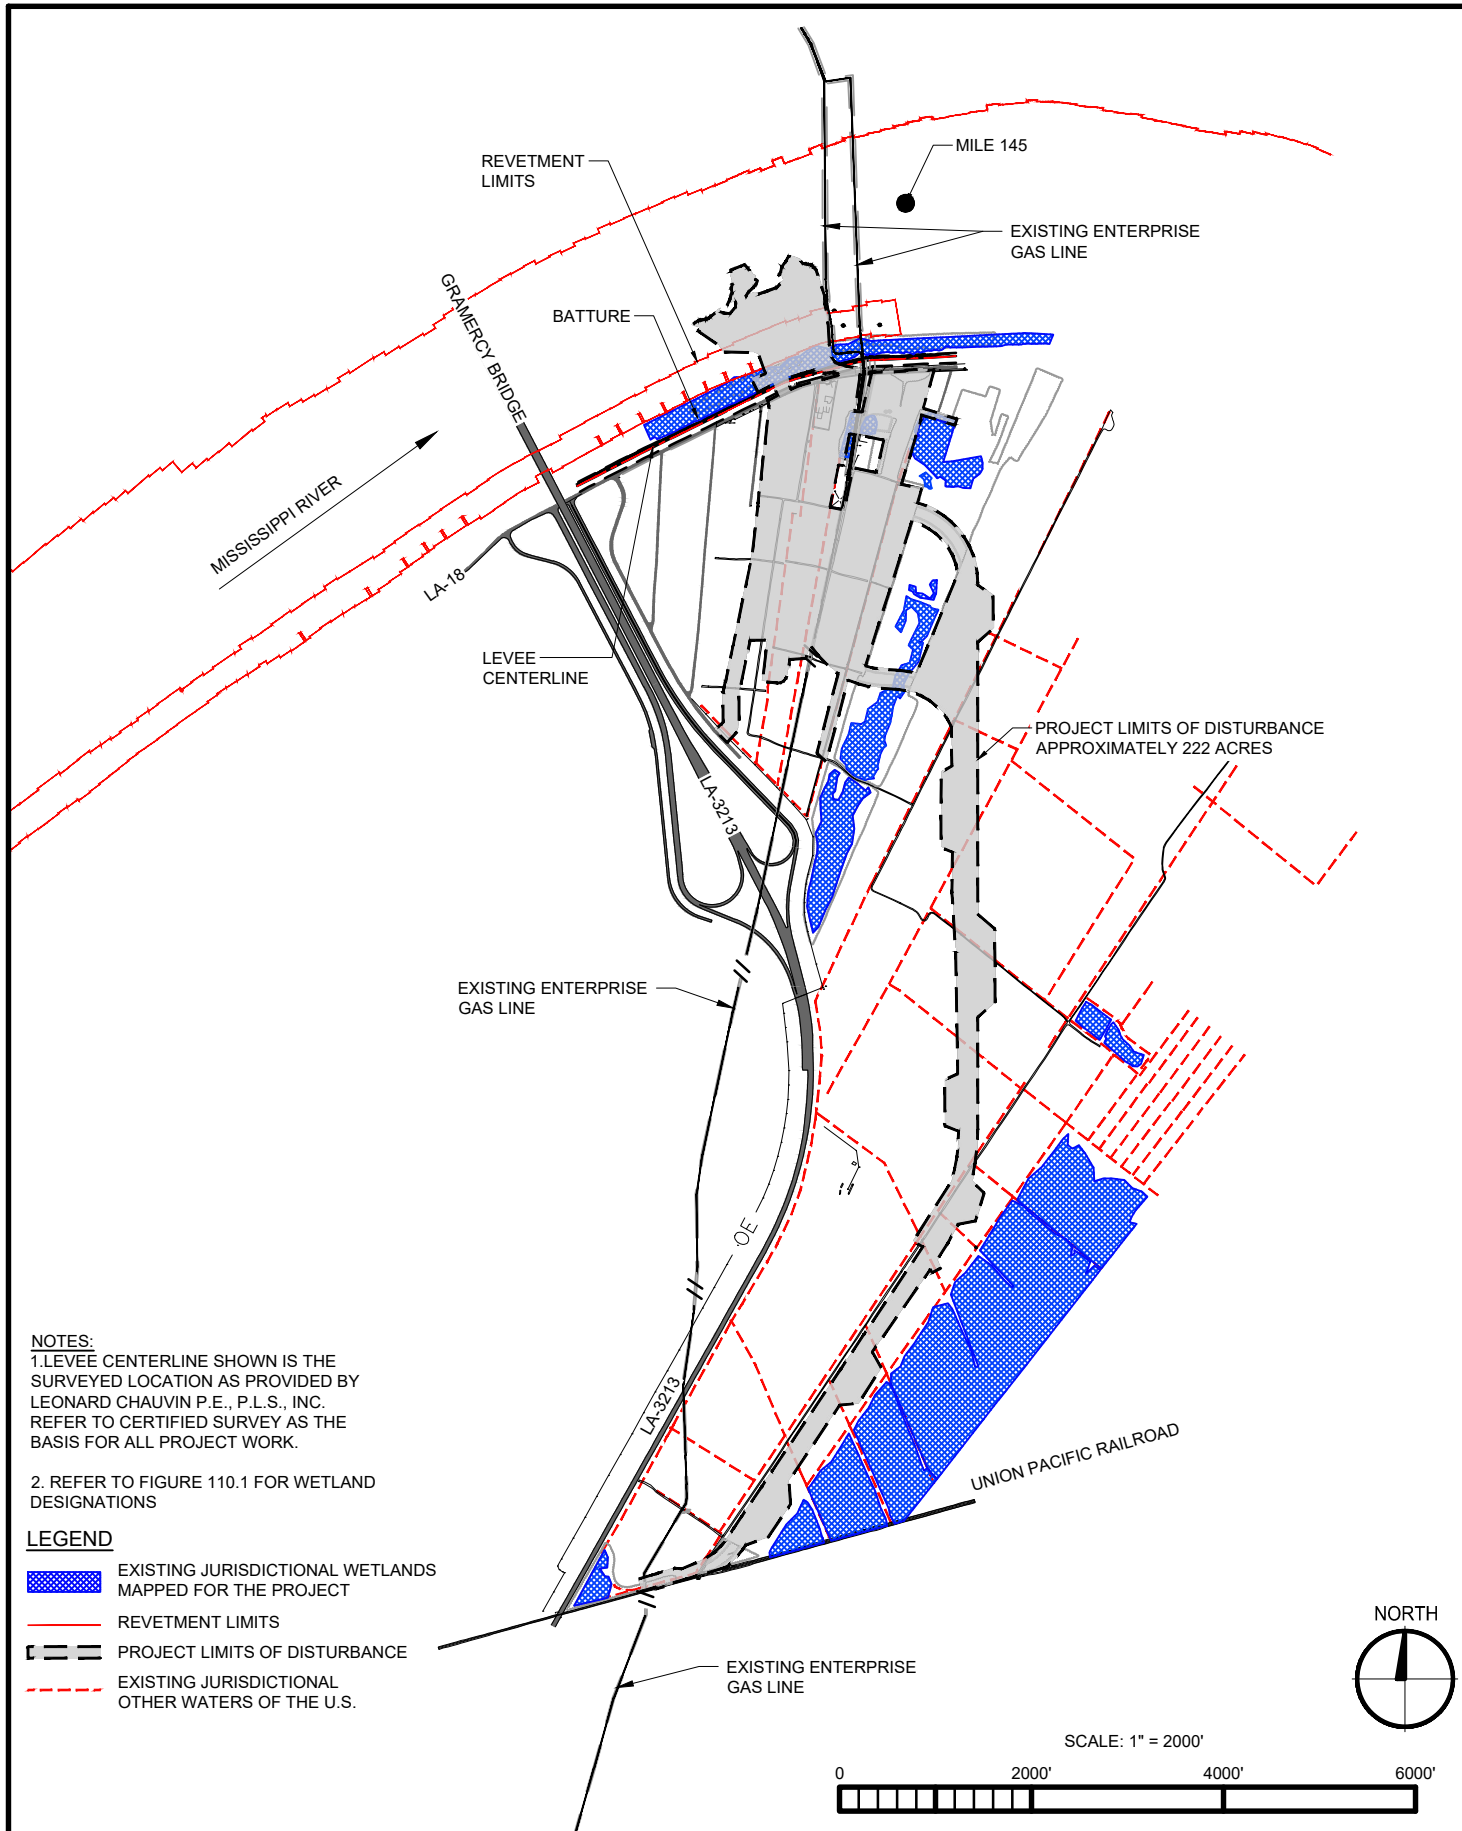 MILE 145
REVETMENT
LIMITS
EXISTING ENTERPRISE
GAS LINE
GRAMERCY BRIDGE
BATTURE
MISSISSIPPI RIVER
LA-18
LEVEE
CENTERLINE
PROJECT LIMITS OF DISTURBANCE
APPROXIMATELY 222 ACRES
LA-3213
EXISTING ENTERPRISE
GAS LINE
OE
LA-3213
UNION PACIFIC RAILROAD
NOTES:
1.LEVEE CENTERLINE SHOWN IS THE
SURVEYED LOCATION AS PROVIDED BY
LEONARD CHAUVIN P.E., P.L.S., INC.
REFER TO CERTIFIED SURVEY AS THE
BASIS FOR ALL PROJECT WORK.
2. REFER TO FIGURE 110.1 FOR WETLAND
DESIGNATIONS
LEGEND
EXISTING JURISDICTIONAL WETLANDS
MAPPED FOR THE PROJECT
REVETMENT LIMITS
PROJECT LIMITS OF DISTURBANCE
EXISTING JURISDICTIONAL
OTHER WATERS OF THE U.S.
EXISTING ENTERPRISE
GAS LINE
NORTH
SCALE: 1" = 2000'
0 2000' 4000' 6000'